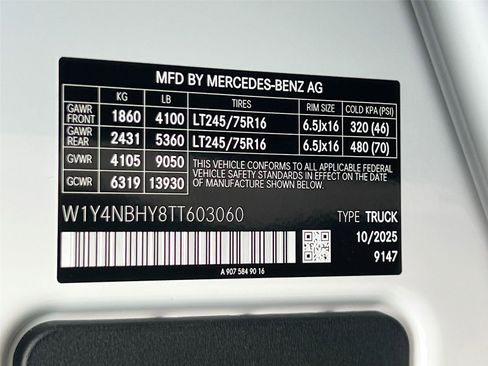 MFD BY MERCEDES-BENZ AG
KG LB TIRES RIM SIZE COLD KPA (PSI)
GAWR FRONT 1860 4100 LT245/75R16 6.5Jx16 320 (46)
GAWR REAR 2431 5360 LT245/75R16 6.5Jx16 480 (70)
GVWR 4105 9050 THIS VEHICLE CONFORMS TO ALL APPLICABLE FEDERAL
GCWR 6319 13930 MOTOR VEHICLE SAFETY STANDARDS IN EFFECT ON THE DATE OF MANUFACTURE SHOWN ABOVE.
W1Y4NBHY8TT603060 TYPE TRUCK
10/2025
9147
A 907 584 90 16